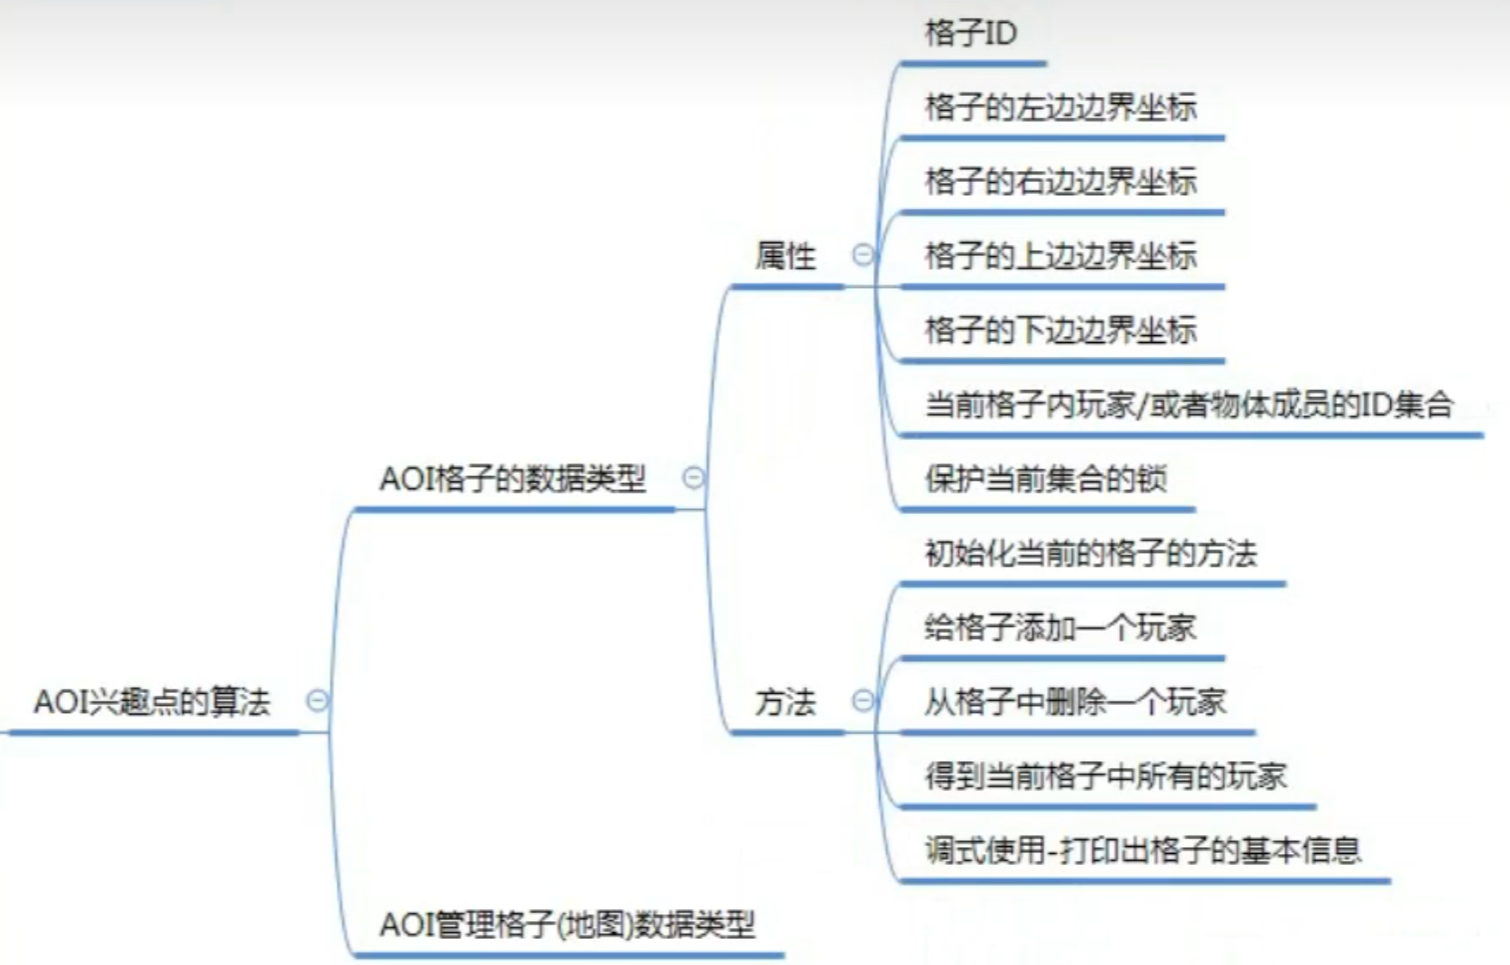 格子ID
格子的左边边界坐标
格子的右边边界坐标
属性
格子的上边边界坐标
格子的下边边界坐标
当前格子内玩家/或者物体成员的ID集合
AOI格子的数据类型
保护当前集合的锁
初始化当前的格子的方法
给格子添加一个玩家
AOI兴趣点的算法
方法
从格子中删除一个玩家
得到当前格子中所有的玩家
调式使用-打印出格子的基本信息
AOI管理格子(地图)数据类型